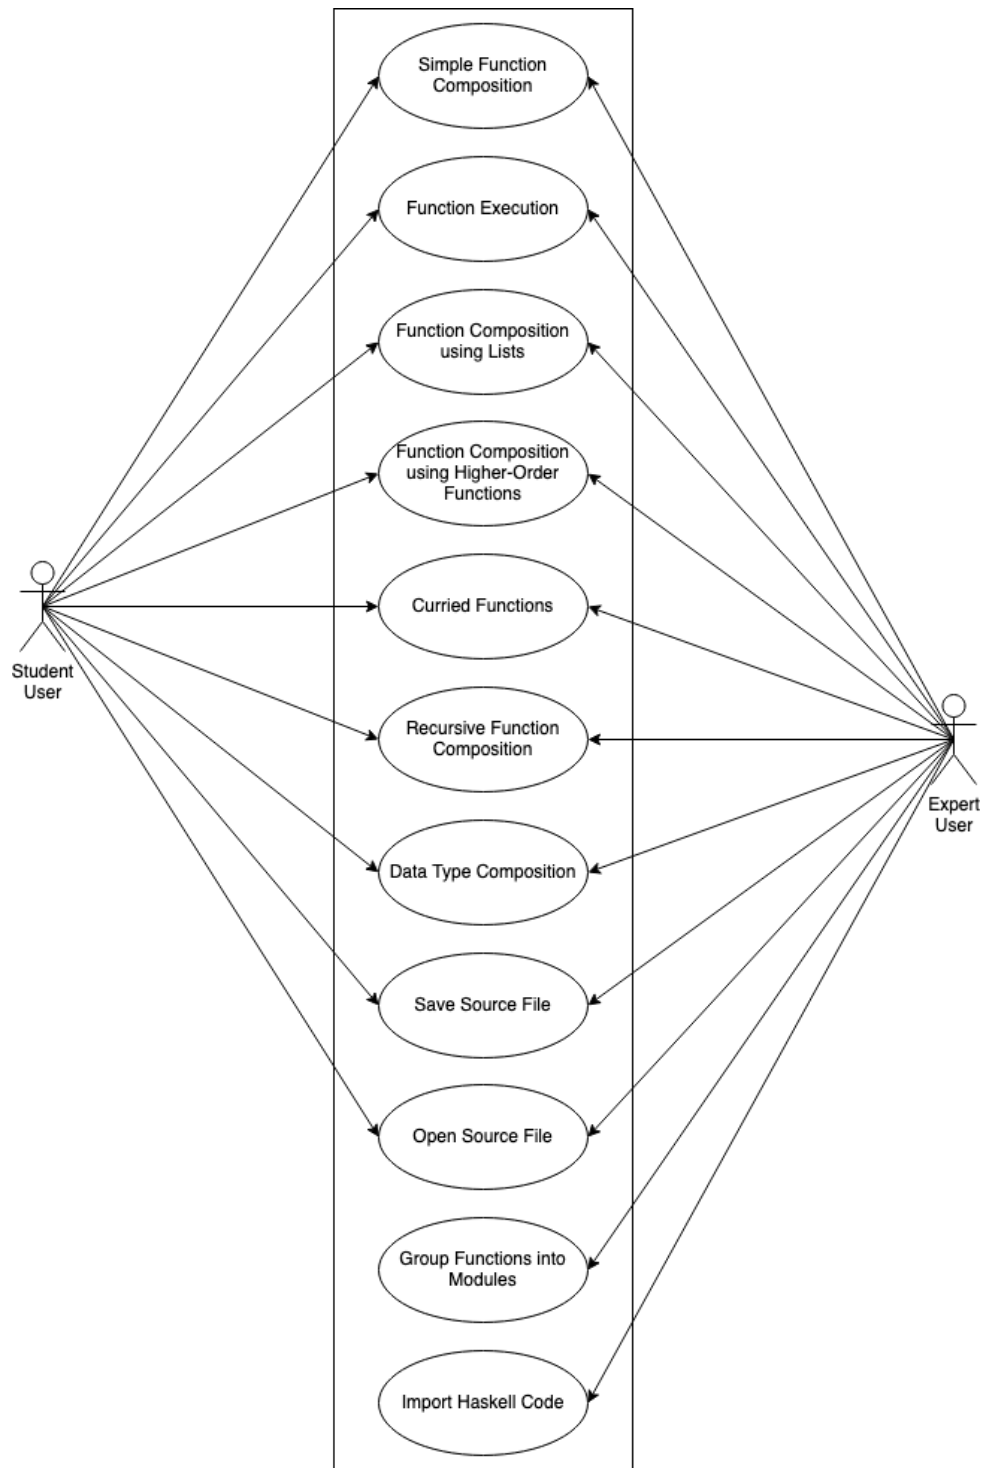 Simple Function
Composition
Function Execution
Function Composition
using Lists
Function Composition
using Higher-Order
Functions
Curried Functions
Student
User
Recursive Function
Composition
Expert
User
Data Type Composition
Save Source File
Open Source File
Group Functions into
Modules
Import Haskell Code